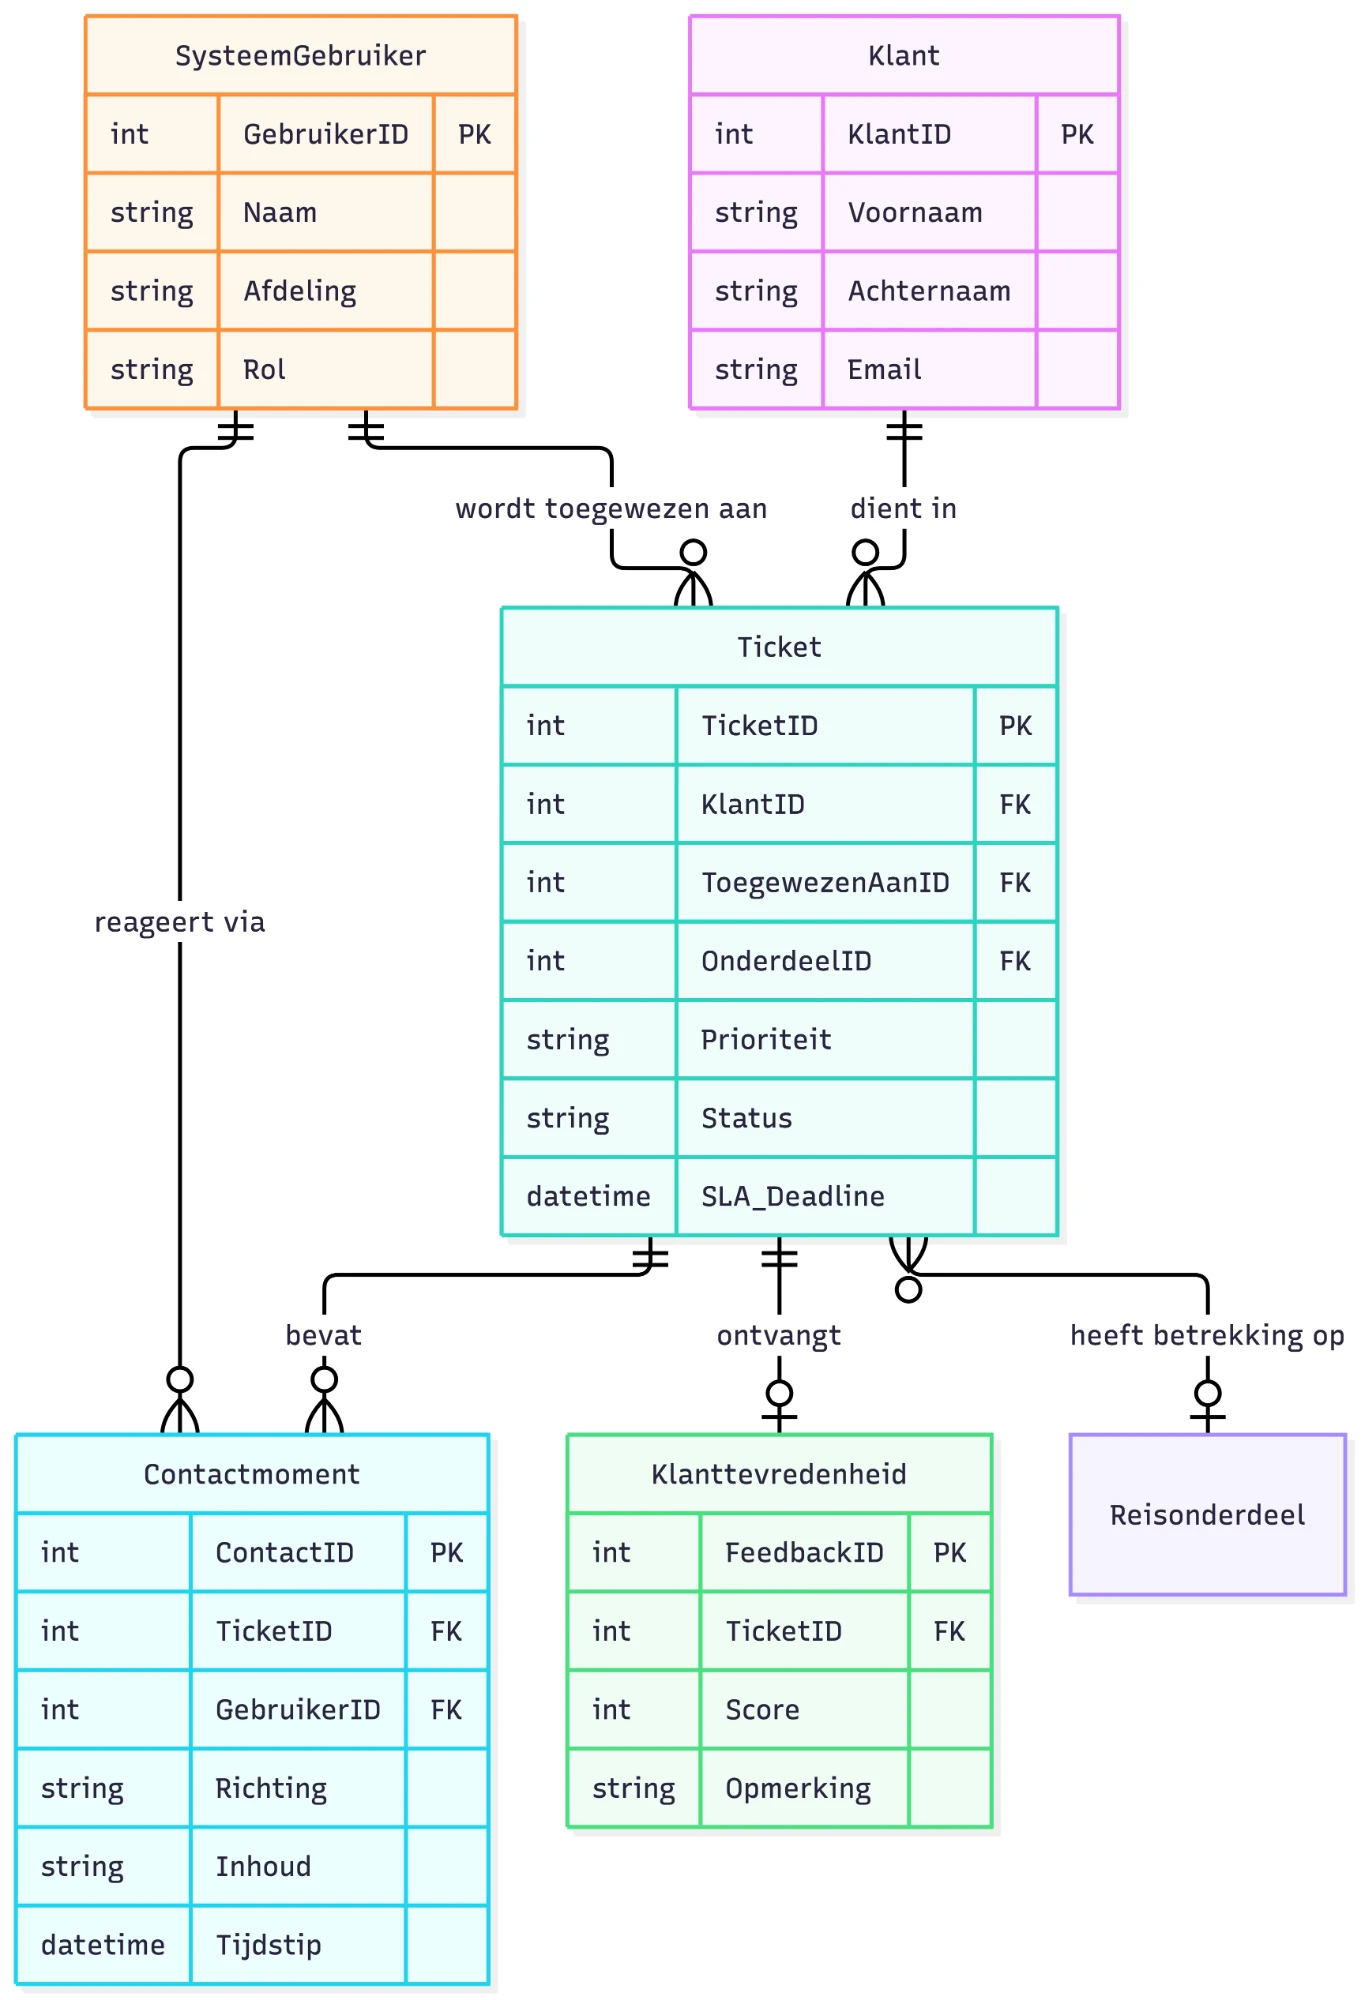 SysteemGebruiker
int GebruikerID PK
string Naam
string Afdeling
string Rol
Klant
int KlantID PK
string Voornaam
string Achternaam
string Email
wordt toegewezen aan
dient in
Ticket
int TicketID PK
int KlantID FK
int ToegewezenAanID FK
int OnderdeelID FK
string Prioriteit
string Status
datetime SLA_Deadline
reageert via
bevat
ontvangt
heeft betrekking op
Contactmoment
int ContactID PK
int TicketID FK
int GebruikerID FK
string Richting
string Inhoud
datetime Tijdstip
Klanttevredenheid
int FeedbackID PK
int TicketID FK
int Score
string Opmerking
Reisonderdeel